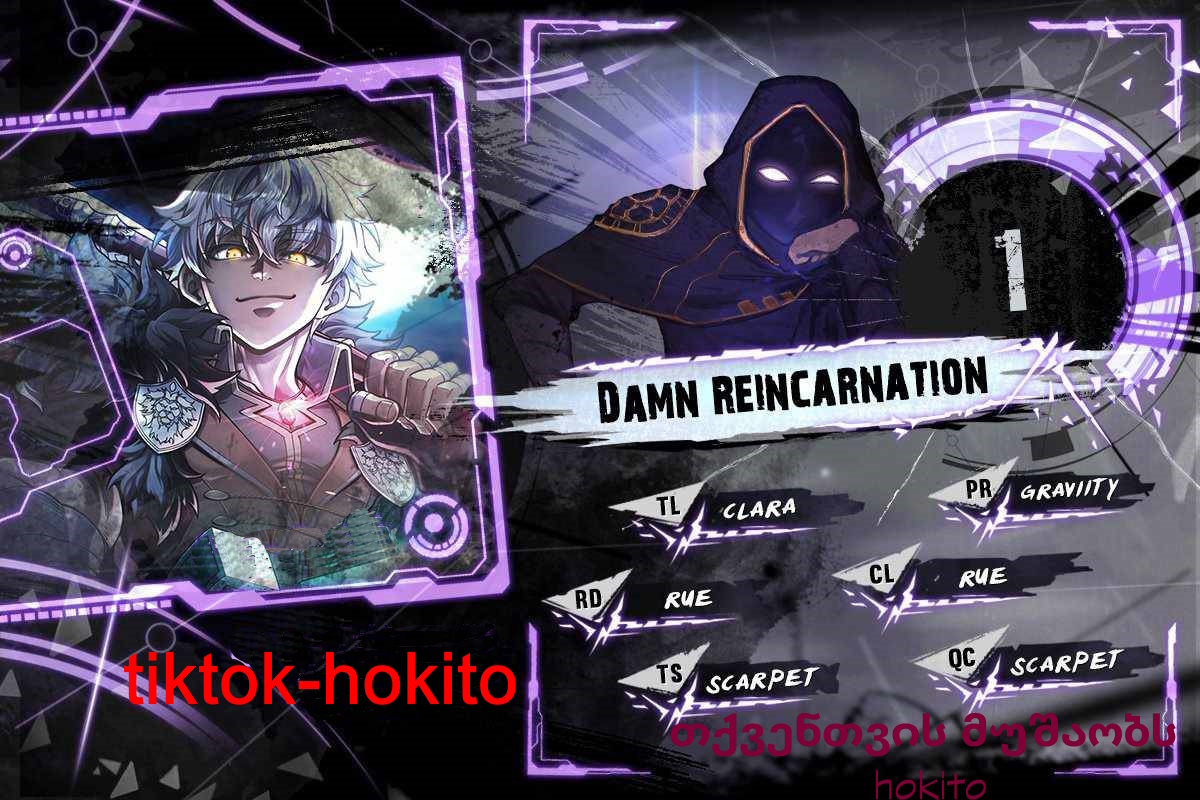 1
DAMN REINCARNATION
TL CLARA
PR GRAVIITY
RD RUE
CL RUE
TS SCARPET
QC SCARPET
tiktok-hokito
თქვენთვის მუშაობს
hokito